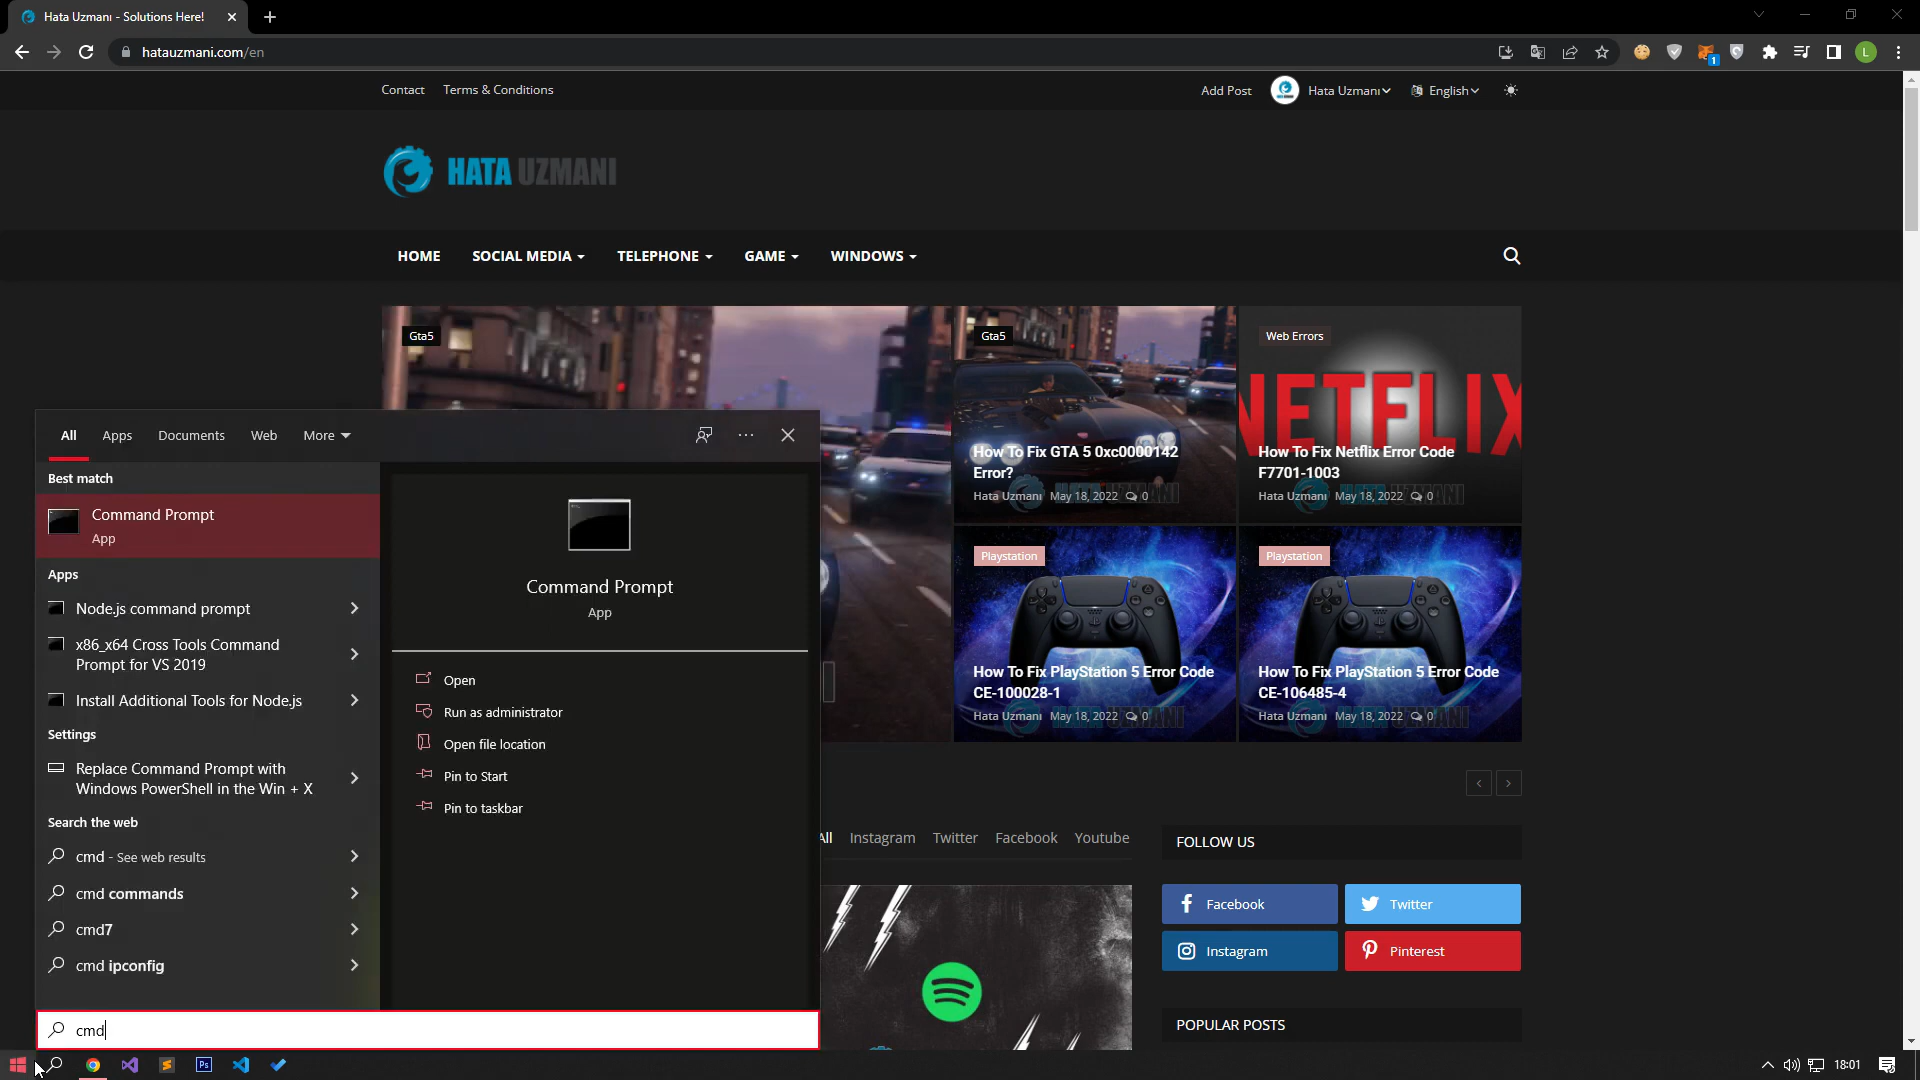 Hata Uzmanı - Solutions Here!
hatauzmani.com/en
1
L
Contact
Terms & Conditions
Add Post
Hata Uzmanı
English
HATA UZMANI
HOME
SOCIAL MEDIA
TELEPHONE
GAME
WINDOWS
Gta5
Gta5
How To Fix GTA 5 0xc0000142
Error?
Hata Uzmanı May 18, 2022 0
Web Errors
NETFLIX
How To Fix Netflix Error Code
F7701-1003
Hata Uzmanı May 18, 2022 0
Playstation
How To Fix PlayStation 5 Error Code
CE-100028-1
Hata Uzmanı May 18, 2022 0
Playstation
How To Fix PlayStation 5 Error Code
CE-106485-4
Hata Uzmanı May 18, 2022 0
All
Apps
Documents
Web
More
Best match
Command Prompt
App
Apps
Node.js command prompt
x86_x64 Cross Tools Command
Prompt for VS 2019
Install Additional Tools for Node.js
Settings
Replace Command Prompt with
Windows PowerShell in the Win + X
Search the web
cmd - See web results
cmd commands
cmd7
cmd ipconfig
Command Prompt
App
Open
Run as administrator
Open file location
Pin to Start
Pin to taskbar
cmd
All
Instagram
Twitter
Facebook
Youtube
FOLLOW US
Facebook
Twitter
Instagram
Pinterest
POPULAR POSTS
Ps
18:01